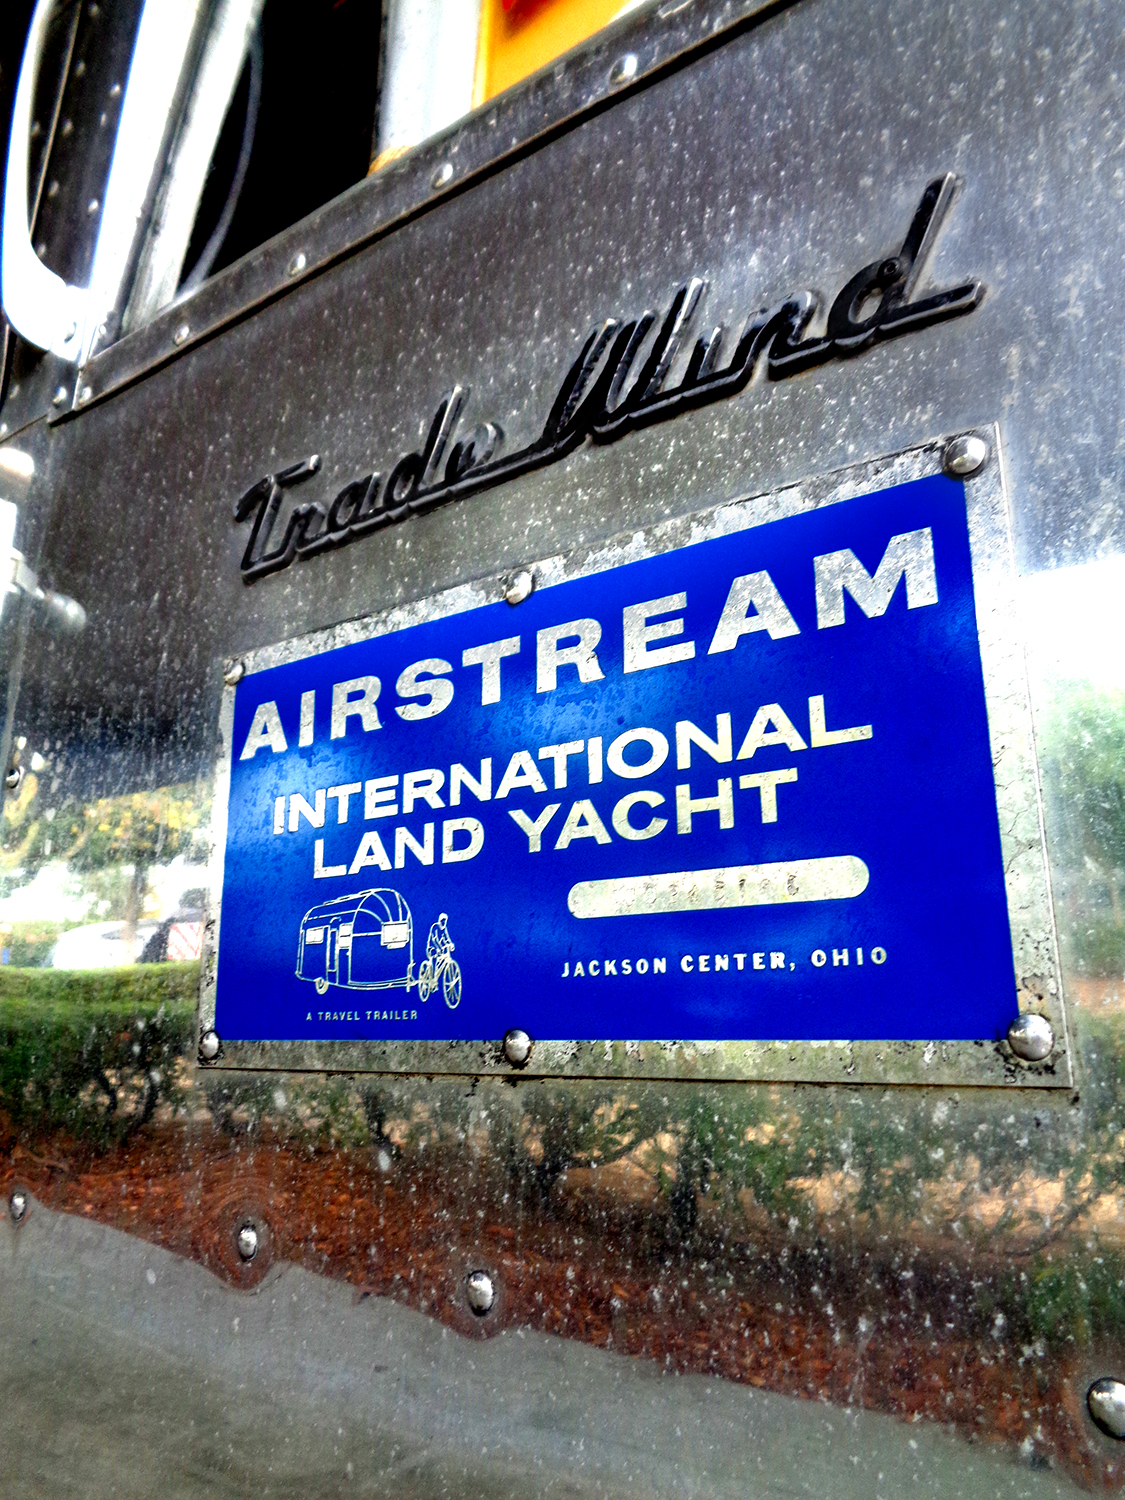 Trade Wind
AIRSTREAM
INTERNATIONAL
LAND YACHT
JACKSON CENTER, OHIO
A TRAVEL TRAILER